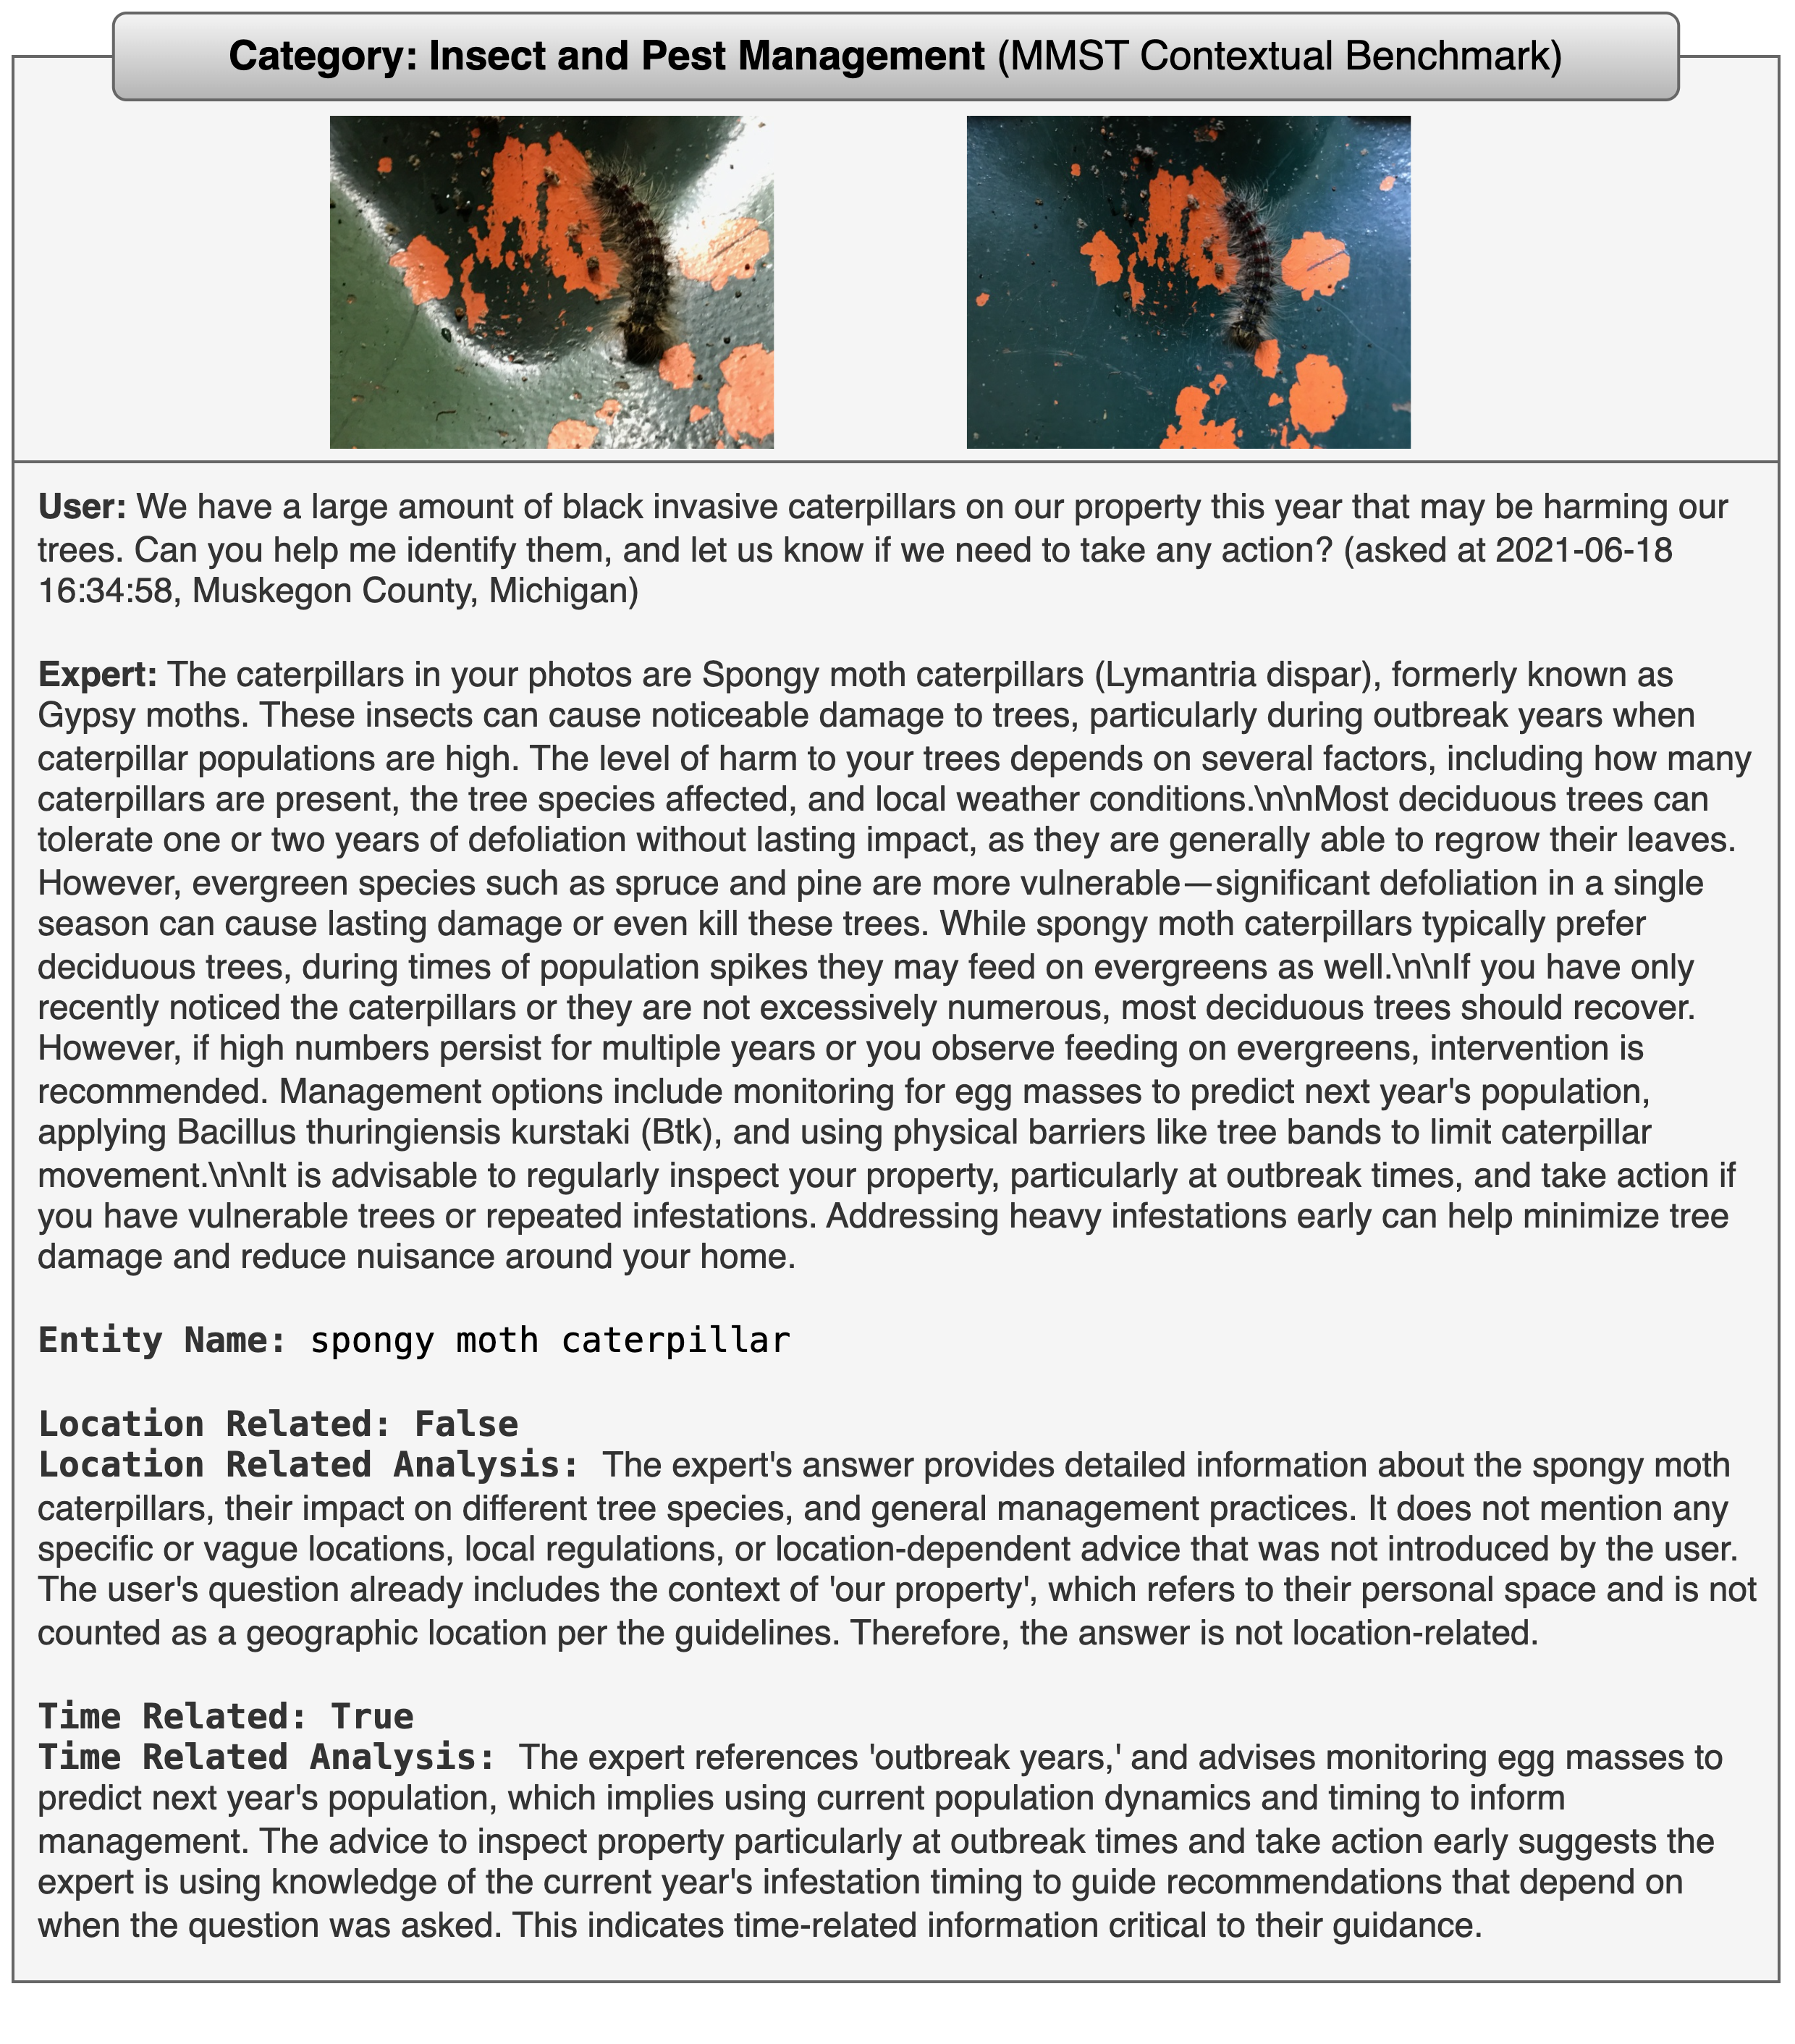 Category: Insect and Pest Management (MMST Contextual Benchmark)
User: We have a large amount of black invasive caterpillars on our property this year that may be harming our
trees. Can you help me identify them, and let us know if we need to take any action? (asked at 2021-06-18
16:34:58, Muskegon County, Michigan)
Expert: The caterpillars in your photos are Spongy moth caterpillars (Lymantria dispar), formerly known as
Gypsy moths. These insects can cause noticeable damage to trees, particularly during outbreak years when
caterpillar populations are high. The level of harm to your trees depends on several factors, including how many
caterpillars are present, the tree species affected, and local weather conditions.\n\nMost deciduous trees can
tolerate one or two years of defoliation without lasting impact, as they are generally able to regrow their leaves.
However, evergreen species such as spruce and pine are more vulnerable—significant defoliation in a single
season can cause lasting damage or even kill these trees. While spongy moth caterpillars typically prefer
deciduous trees, during times of population spikes they may feed on evergreens as well.\n\nIf you have only
recently noticed the caterpillars or they are not excessively numerous, most deciduous trees should recover.
However, if high numbers persist for multiple years or you observe feeding on evergreens, intervention is
recommended. Management options include monitoring for egg masses to predict next year's population,
applying Bacillus thuringiensis kurstaki (Btk), and using physical barriers like tree bands to limit caterpillar
movement.\n\nIt is advisable to regularly inspect your property, particularly at outbreak times, and take action if
you have vulnerable trees or repeated infestations. Addressing heavy infestations early can help minimize tree
damage and reduce nuisance around your home.
Entity Name: spongy moth caterpillar
Location Related: False
Location Related Analysis: The expert's answer provides detailed information about the spongy moth
caterpillars, their impact on different tree species, and general management practices. It does not mention any
specific or vague locations, local regulations, or location-dependent advice that was not introduced by the user.
The user's question already includes the context of 'our property', which refers to their personal space and is not
counted as a geographic location per the guidelines. Therefore, the answer is not location-related.
Time Related: True
Time Related Analysis: The expert references 'outbreak years,' and advises monitoring egg masses to
predict next year's population, which implies using current population dynamics and timing to inform
management. The advice to inspect property particularly at outbreak times and take action early suggests the
expert is using knowledge of the current year's infestation timing to guide recommendations that depend on
when the question was asked. This indicates time-related information critical to their guidance.